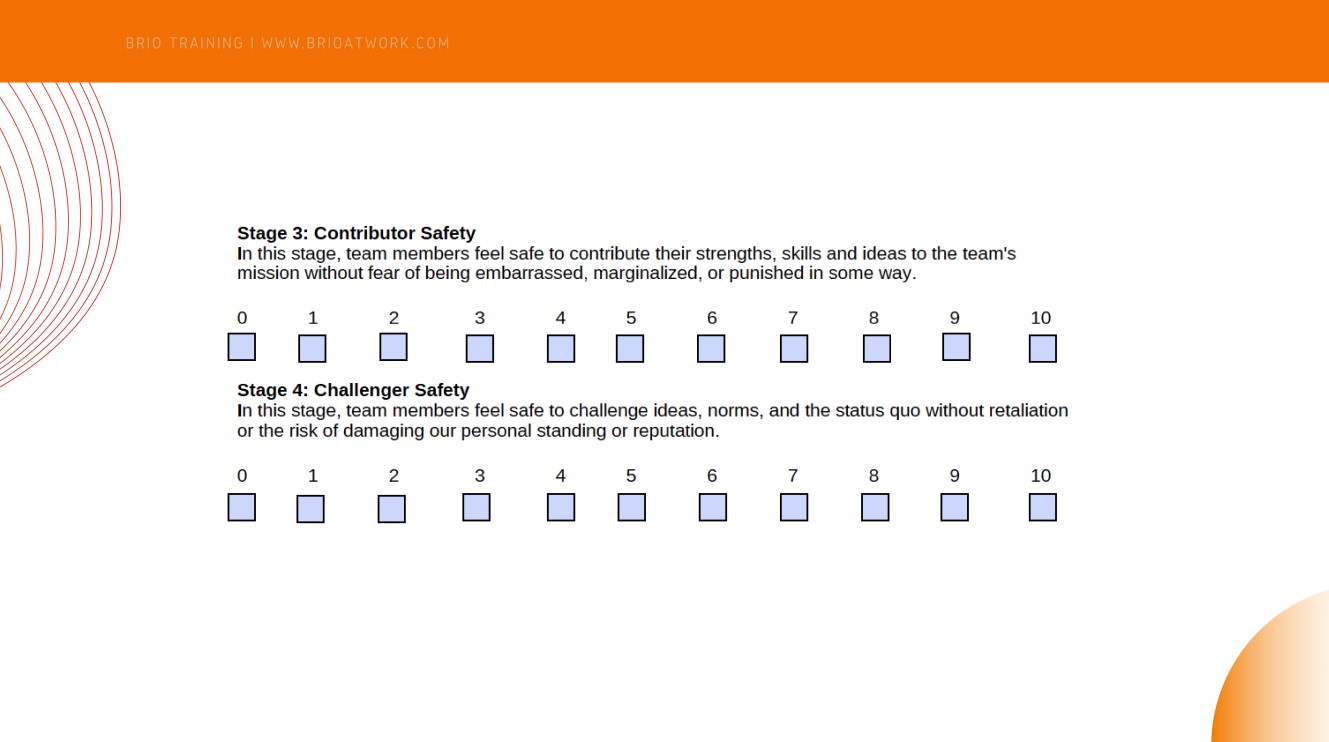 BRIO TRAINING | WWW.BRIOATWORK.COM
Stage 3: Contributor Safety
In this stage, team members feel safe to contribute their strengths, skills and ideas to the team's
mission without fear of being embarrassed, marginalized, or punished in some way.
0 1 2 3 4 5 6 7 8 9 10
Stage 4: Challenger Safety
In this stage, team members feel safe to challenge ideas, norms, and the status quo without retaliation
or the risk of damaging our personal standing or reputation.
0 1 2 3 4 5 6 7 8 9 10